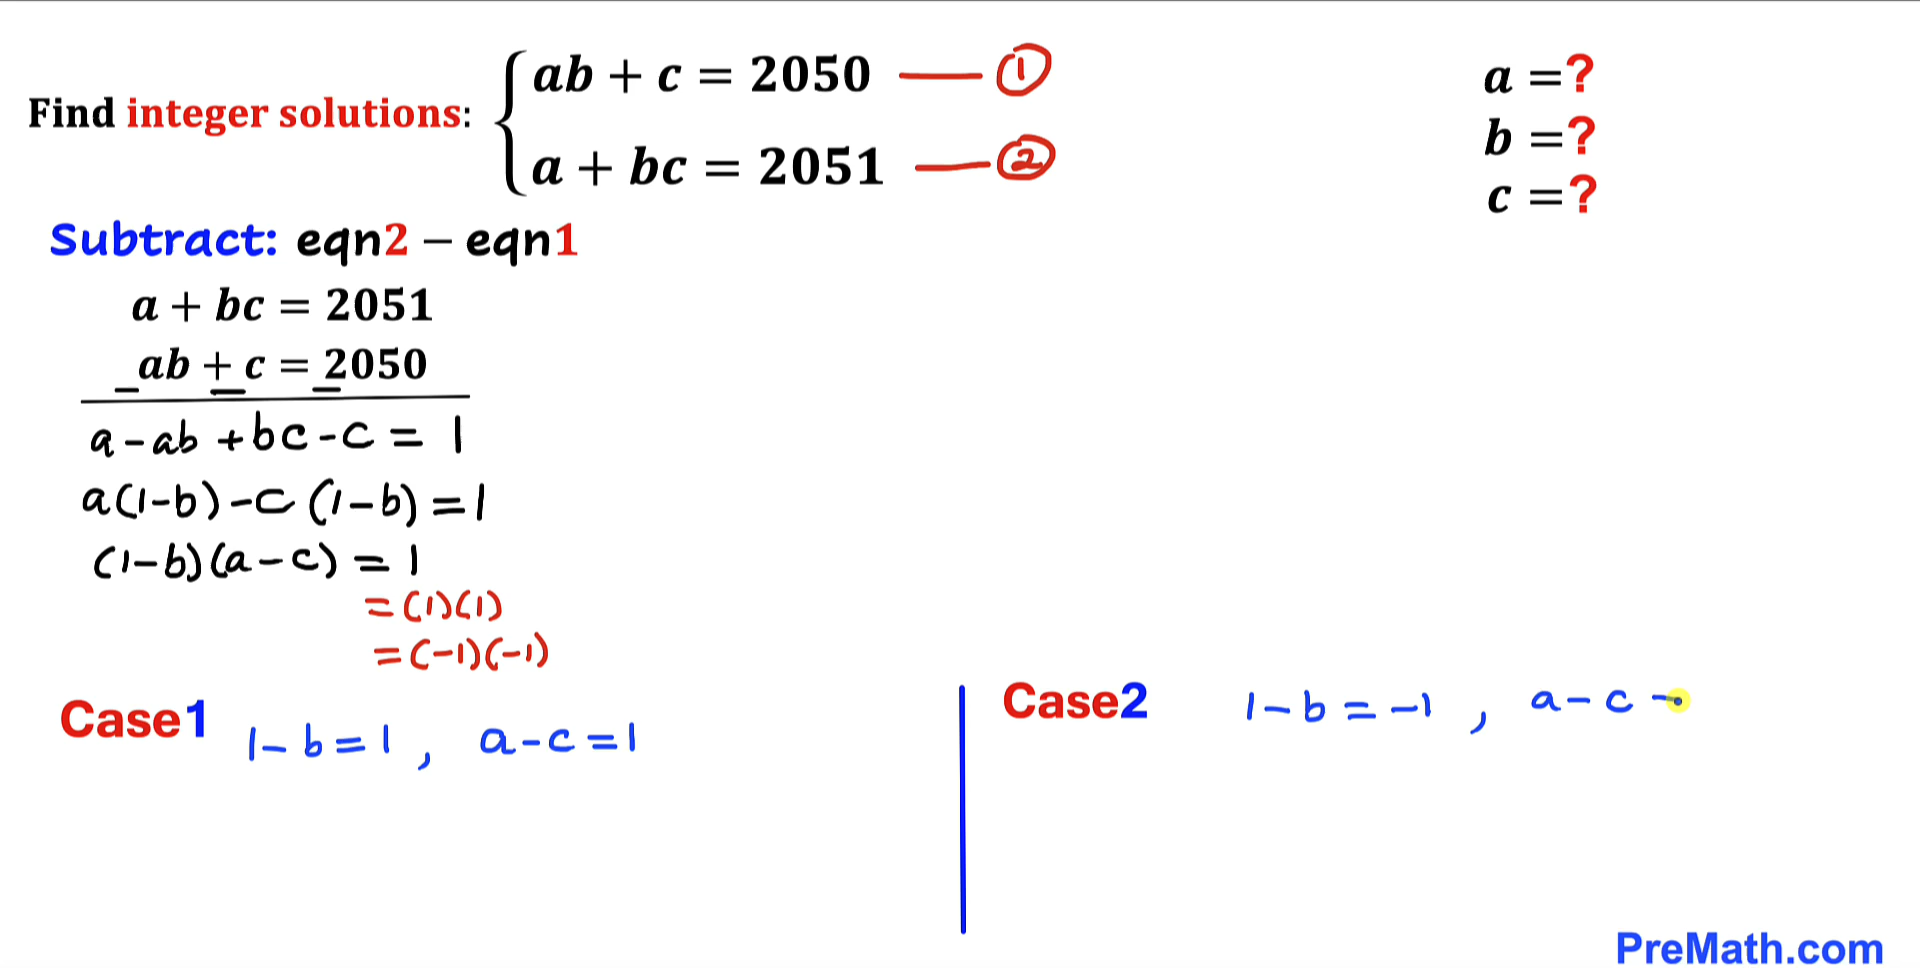 Find integer solutions:
ab + c = 2050 — ①
a + bc = 2051 — ②
a =?
b =?
c =?
Subtract: eqn2 − eqn1
a + bc = 2051
ab + c = 2050
− − −
a - ab + bc - c = 1
a(1-b) - c(1-b) = 1
(1-b)(a-c) = 1
= (1)(1)
= (-1)(-1)
Case1 1-b=1, a-c=1
Case2 1-b=-1, a-c -
PreMath.com